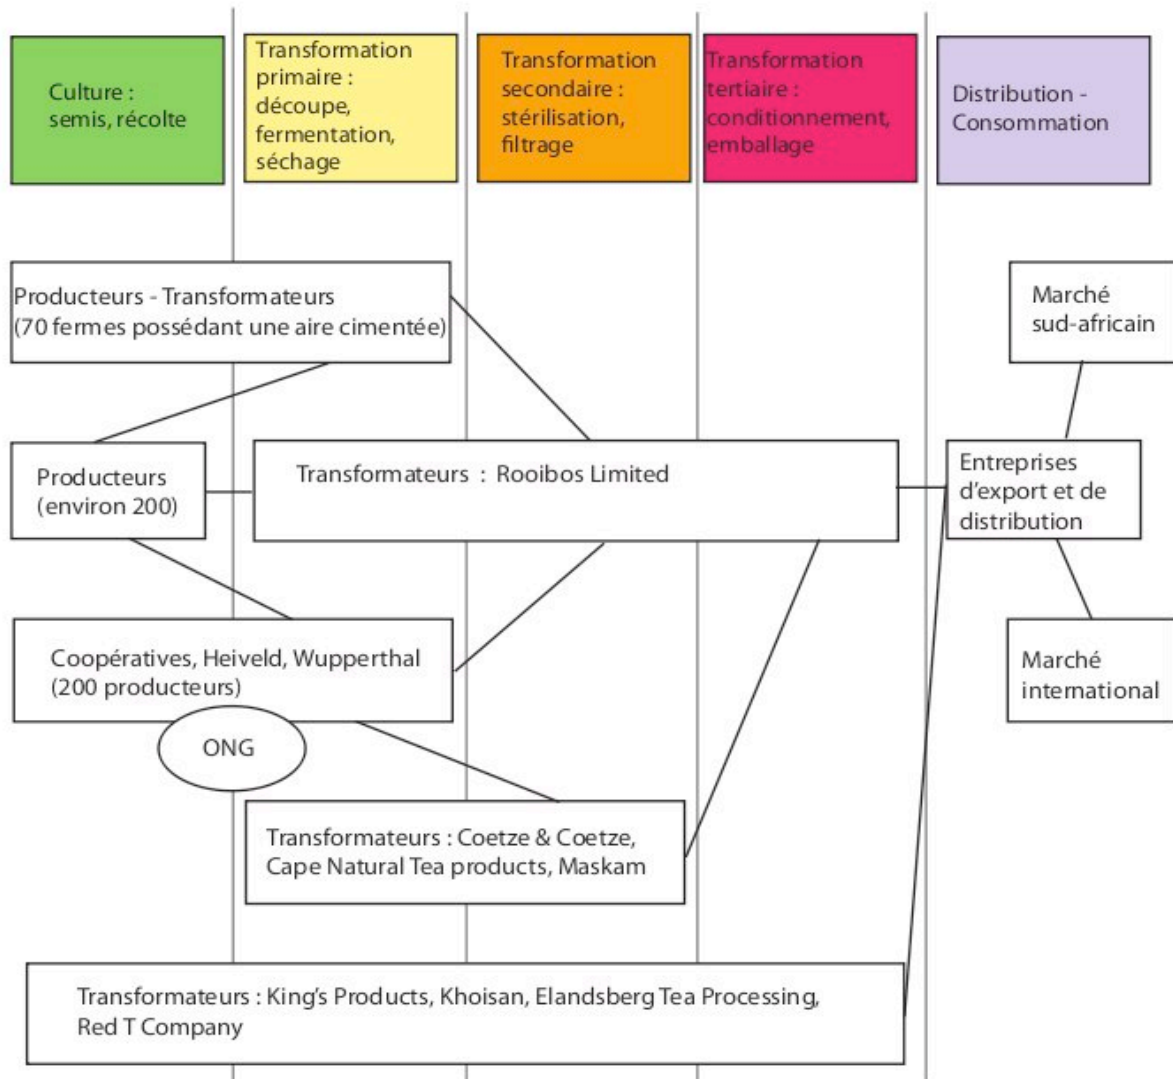 Culture :
semis, récolte
Transformation
primaire :
découpe,
fermentation,
séchage
Transformation
secondaire :
stérilisation,
filtrage
Transformation
tertiaire :
conditionnement,
emballage
Distribution -
Consommation
Producteurs - Transformateurs
(70 fermes possédant une aire cimentée)
Marché
sud-africain
Producteurs
(environ 200)
Transformateurs : Rooibos Limited
Entreprises
d'export et de
distribution
Coopératives, Heiveld, Wupperthal
(200 producteurs)
Marché
international
ONG
Transformateurs : Coetze & Coetze,
Cape Natural Tea products, Maskam
Transformateurs : King's Products, Khoisan, Elandsberg Tea Processing,
Red T Company